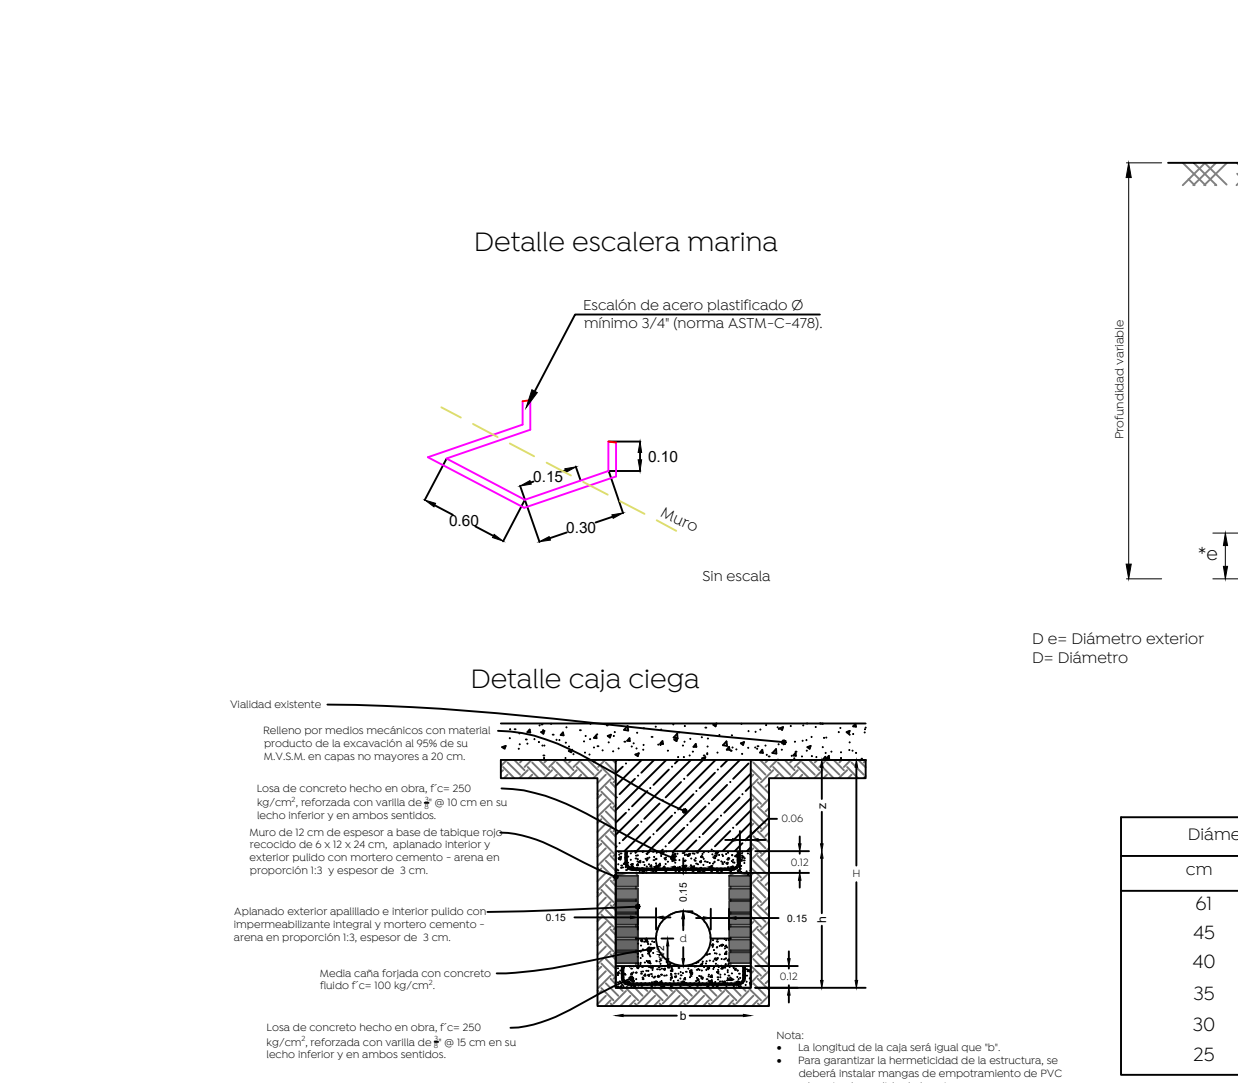 Detalle escalera marina
Escalón de acero plastificado Ø
mínimo 3/4" (norma ASTM-C-478).
0.10
0.15
0.60
0.30
Muro
Sin escala
Profundidad variable
*e
D e= Diámetro exterior
D= Diámetro
Detalle caja ciega
Vialidad existente
Relleno por medios mecánicos con material
producto de la excavación al 95% de su
M.V.S.M. en capas no mayores a 20 cm.
Losa de concreto hecho en obra, f´c= 250
kg/cm², reforzada con varilla de @ 10 cm en su
lecho inferior y en ambos sentidos.
Muro de 12 cm de espesor a base de tabique rojo
recocido de 6 x 12 x 24 cm, aplanado interior y
exterior pulido con mortero cemento - arena en
proporción 1:3 y espesor de 3 cm.
Aplanado exterior apalillado e interior pulido con
impermeabilizante integral y mortero cemento -
arena en proporción 1:3, espesor de 3 cm.
Media caña forjada con concreto
fluido f´c= 100 kg/cm².
Losa de concreto hecho en obra, f´c= 250
kg/cm², reforzada con varilla de @ 15 cm en su
lecho inferior y en ambos sentidos.
z
0.06
0.12
H
0.15
0.15
0.15
h
d
0.12
b
Nota:
• La longitud de la caja será igual que "b".
• Para garantizar la hermeticidad de la estructura, se
deberá instalar mangas de empotramiento de PVC
cm
61
45
40
35
30
25